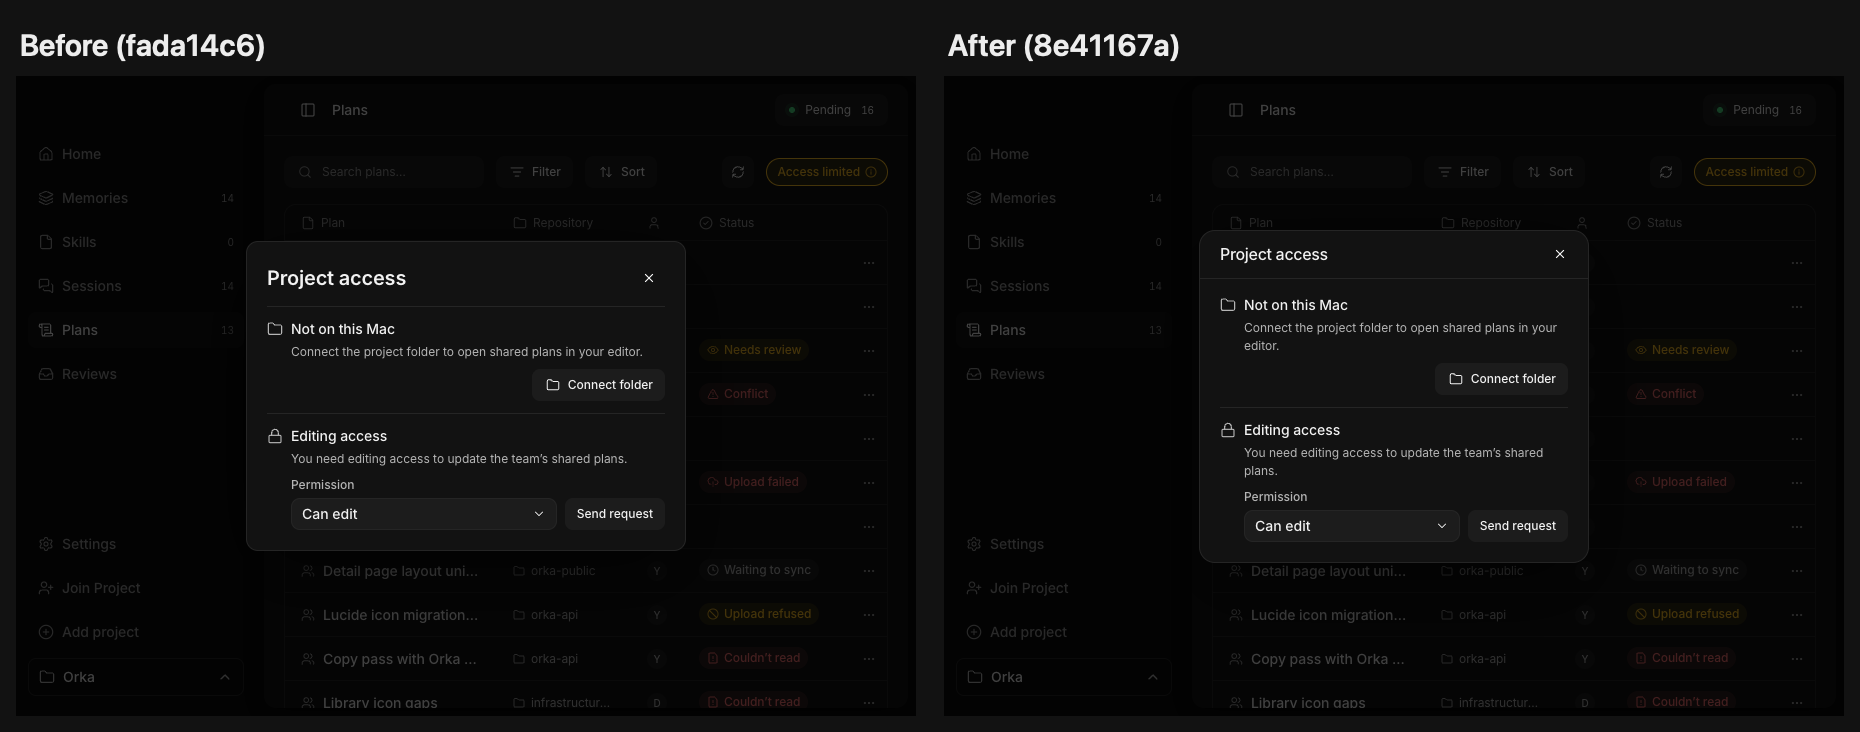 Before (fada14c6)
Plans
Pending 16
Home
Search plans...
Filter
Sort
Access limited
Memories 14
Plan
Repository
Status
Skills 0
Sessions 14
Plans 13
Reviews
Project access
Not on this Mac
Connect the project folder to open shared plans in your editor.
Connect folder
Editing access
You need editing access to update the team’s shared plans.
Permission
Can edit
Send request
Needs review
Conflict
Upload failed
Settings
Join Project
Add project
Orka
Detail page layout uni... orka-public Y Waiting to sync
Lucide icon migration... orka-api Y Upload refused
Copy pass with Orka ... orka-api Y Couldn't read
Library icon gaps infrastructur... D Couldn't read
After (8e41167a)
Plans
Pending 16
Home
Search plans...
Filter
Sort
Access limited
Memories 14
Plan
Repository
Status
Skills 0
Sessions 14
Plans 13
Reviews
Project access
Not on this Mac
Connect the project folder to open shared plans in your
editor.
Connect folder
Editing access
You need editing access to update the team’s shared
plans.
Permission
Can edit
Send request
Needs review
Conflict
Upload failed
Settings
Join Project
Add project
Orka
Detail page layout uni... orka-public Y Waiting to sync
Lucide icon migration... orka-api Y Upload refused
Copy pass with Orka ... orka-api Y Couldn't read
Library icon gaps infrastructur... D Couldn't read